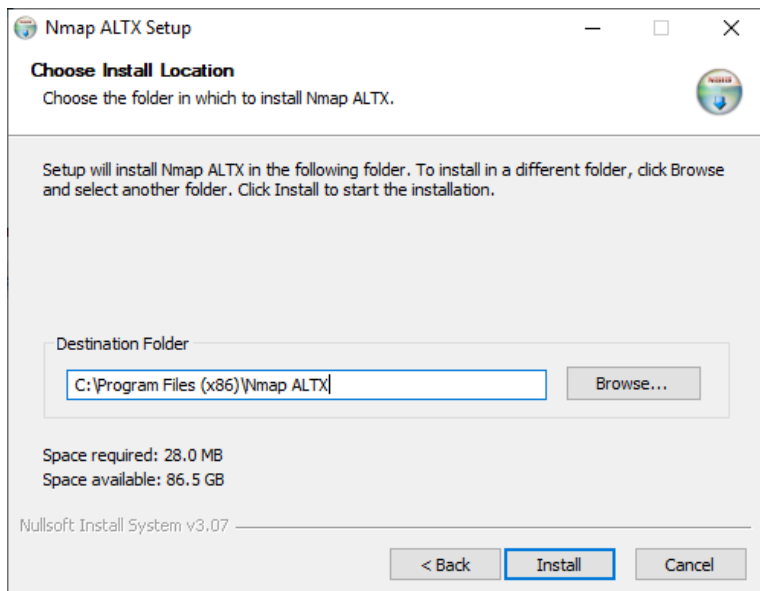 Nmap ALTX Setup
Choose Install Location
Choose the folder in which to install Nmap ALTX.
Setup will install Nmap ALTX in the following folder. To install in a different folder, click Browse
and select another folder. Click Install to start the installation.
Destination Folder
C:\Program Files (x86)\Nmap ALTX
Browse...
Space required: 28.0 MB
Space available: 86.5 GB
Nullsoft Install System v3.07
< Back
Install
Cancel